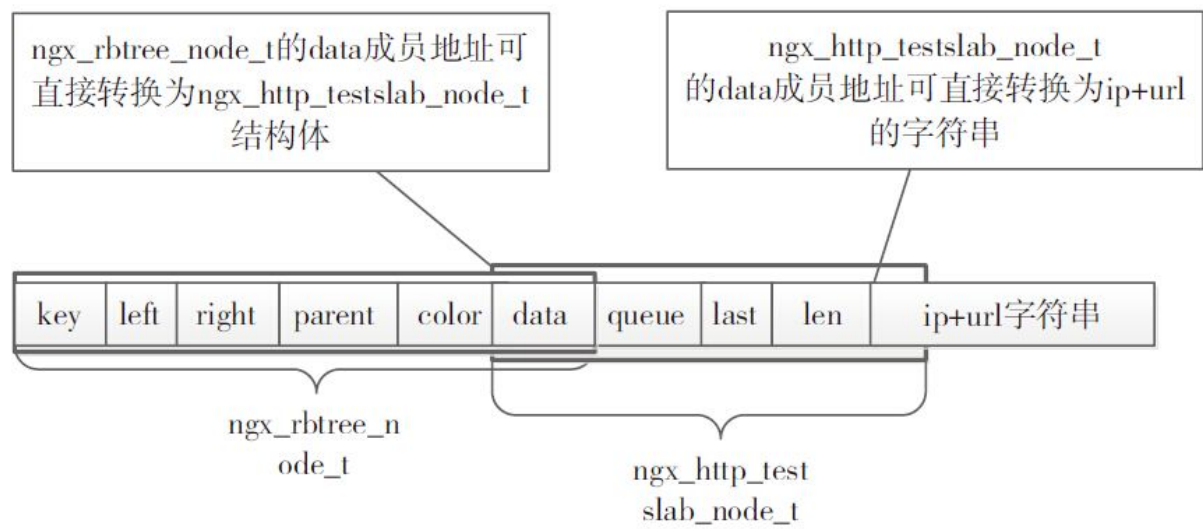 ngx_rbtree_node_t的data成员地址可
直接转换为ngx_http_testslab_node_t
结构体
ngx_http_testslab_node_t
的data成员地址可直接转换为ip+url
的字符串
key left right parent color data queue last len ip+url字符串
ngx_rbtree_n
ode_t
ngx_http_test
slab_node_t